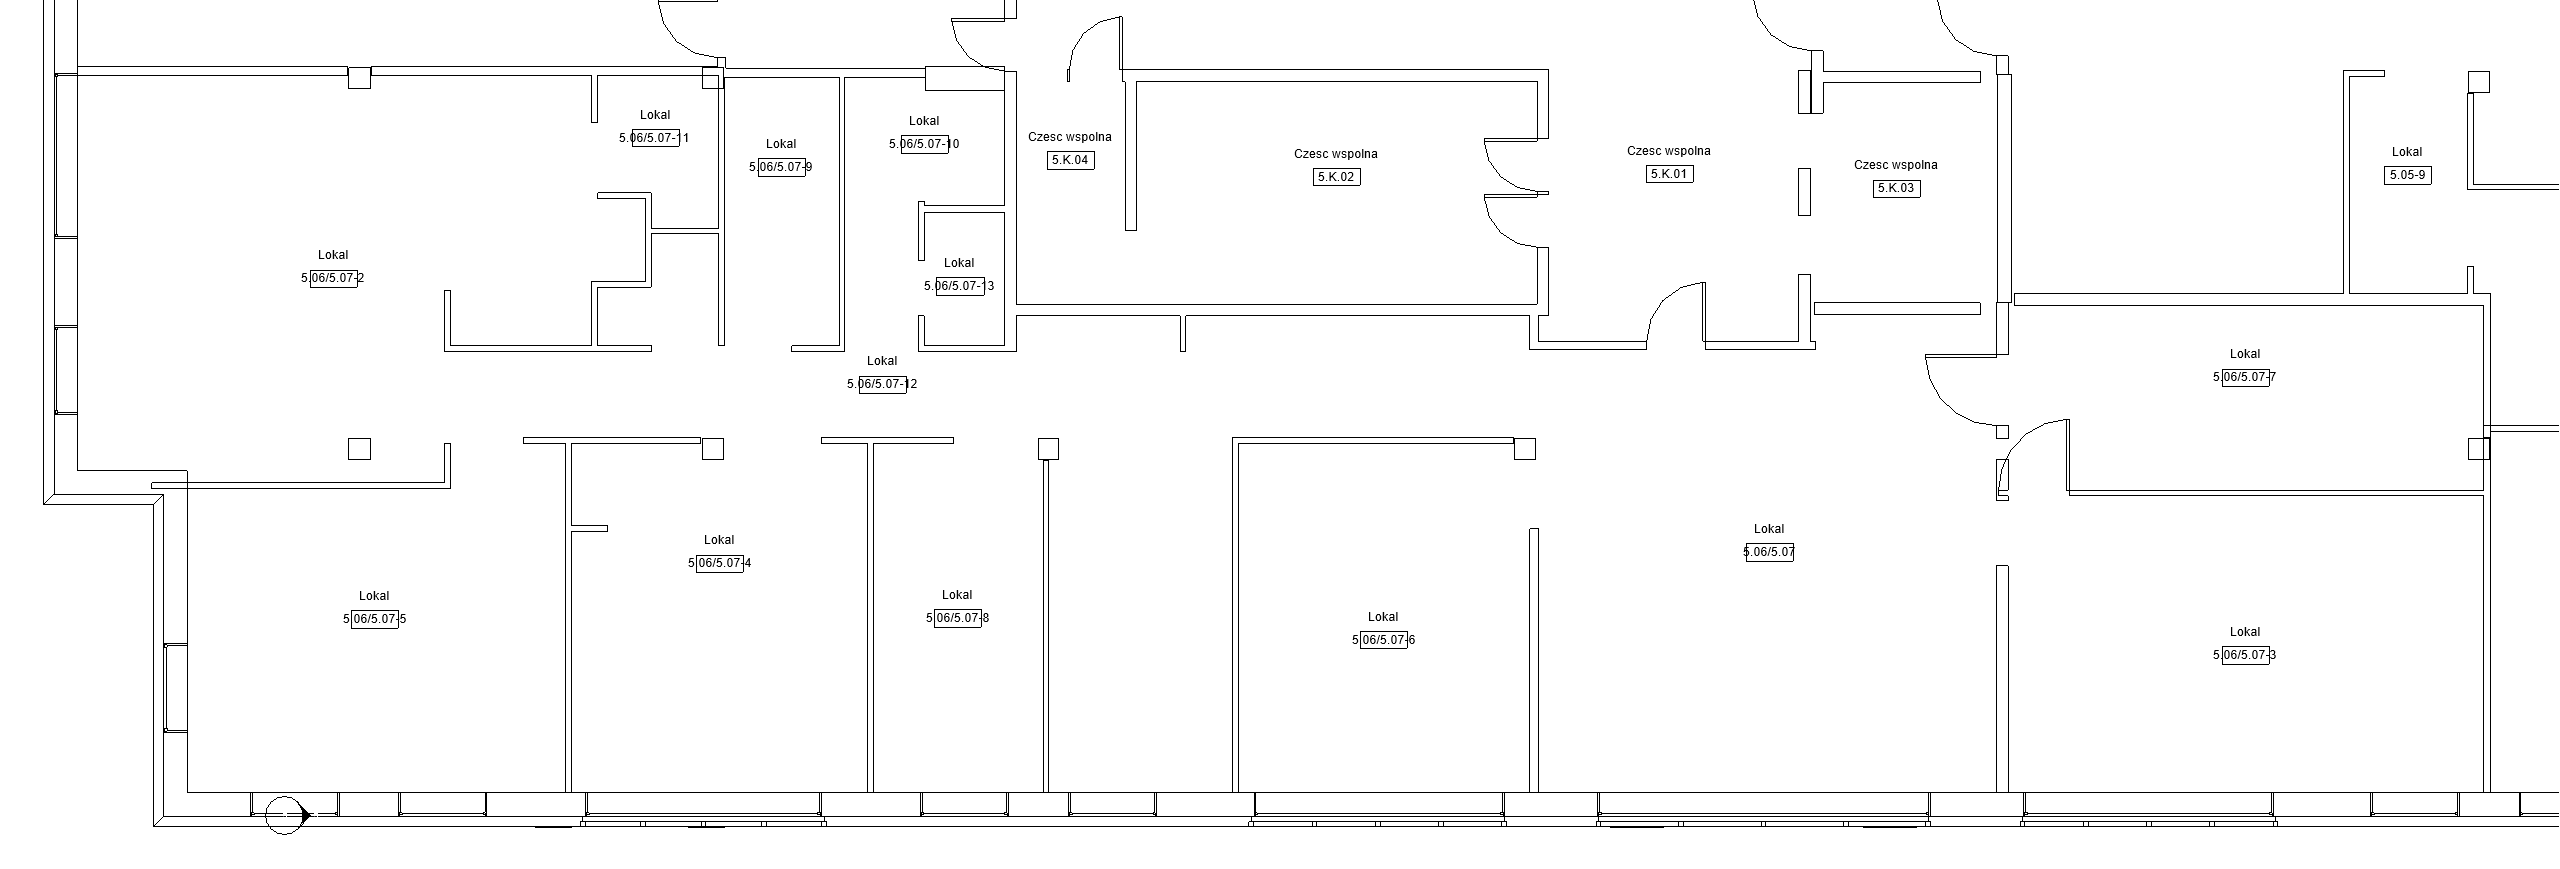 Lokal
5.06/5.07-11
Lokal
5.06/5.07-9
Lokal
5.06/5.07-10
Czesc wspolna
5.K.04
Czesc wspolna
5.K.02
Czesc wspolna
5.K.01
Czesc wspolna
5.K.03
Lokal
5.05-9
Lokal
5.06/5.07-2
Lokal
5.06/5.07-13
Lokal
5.06/5.07-12
Lokal
5.06/5.07-7
Lokal
5.06/5.07-5
Lokal
5.06/5.07-4
Lokal
5.06/5.07-8
Lokal
5.06/5.07-6
Lokal
5.06/5.07
Lokal
5.06/5.07-3